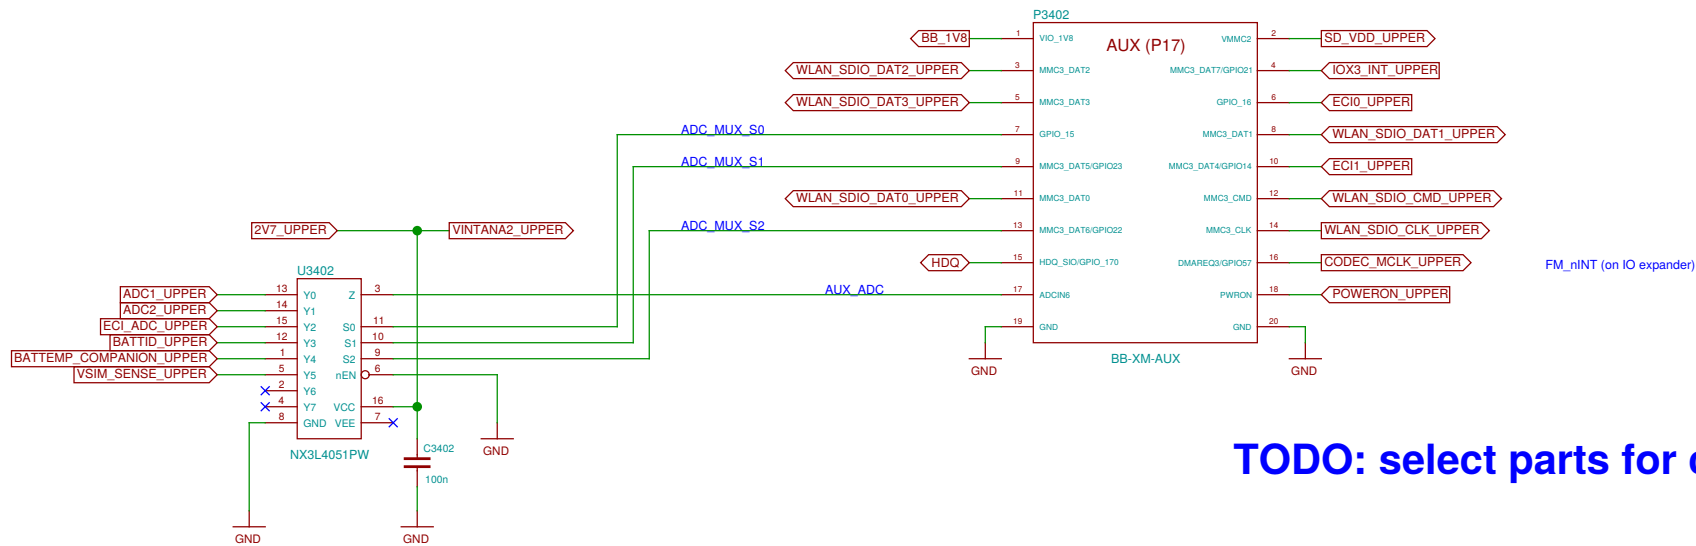 P3402
AUX (P17)
BB_1V8 1 VIO_1V8 VMMC2 2 SD_VDD_UPPER
WLAN_SDIO_DAT2_UPPER 3 MMC3_DAT2 MMC3_DAT7/GPIO21 4 IOX3_INT_UPPER
WLAN_SDIO_DAT3_UPPER 5 MMC3_DAT3 GPIO_16 6 ECI0_UPPER
ADC_MUX_S0 7 GPIO_15 MMC3_DAT1 8 WLAN_SDIO_DAT1_UPPER
ADC_MUX_S1 9 MMC3_DAT5/GPIO23 MMC3_DAT4/GPIO14 10 ECI1_UPPER
WLAN_SDIO_DAT0_UPPER 11 MMC3_DAT0 MMC3_CMD 12 WLAN_SDIO_CMD_UPPER
2V7_UPPER VINTANA2_UPPER ADC_MUX_S2 13 MMC3_DAT6/GPIO22 MMC3_CLK 14 WLAN_SDIO_CLK_UPPER
HDQ 15 HDQ_SIO/GPIO_170 DMAREQ3/GPIO57 16 CODEC_MCLK_UPPER FM_nINT (on IO expander)
U3402
ADC1_UPPER 13 Y0 Z 3 AUX_ADC 17 ADCIN6 PWRON 18 POWERON_UPPER
ADC2_UPPER 14 Y1
ECI_ADC_UPPER 15 Y2 S0 11 19 GND GND 20
BATTID_UPPER 12 Y3 S1 10
BATTEMP_COMPANION_UPPER 1 Y4 S2 9 BB-XM-AUX
VSIM_SENSE_UPPER 5 Y5 nEN 6 GND GND
2 Y6
4 Y7 VCC 16
8 GND VEE 7
NX3L4051PW C3402 GND
100n
TODO: select parts for
GND GND